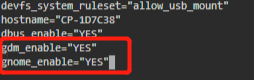 devfs_system_ruleset="allow_usb_mount"
hostname="CP-1D7C38"
dbus_enable="YES"
gdm_enable="YES"
gnome_enable="YES"